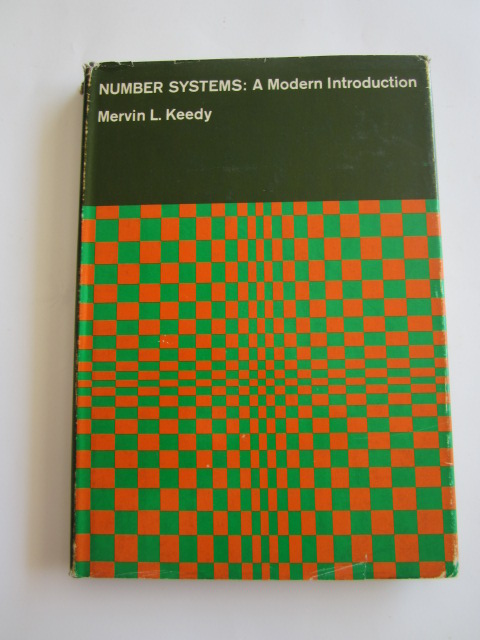 NUMBER SYSTEMS: A Modern Introduction
Mervin L. Keedy